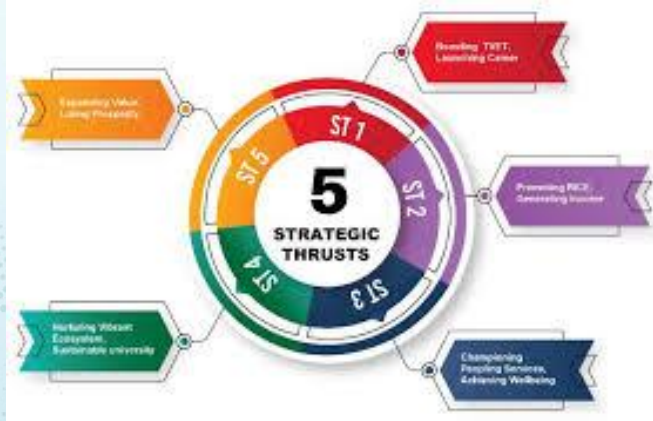 5
STRATEGIC
THRUSTS
ST 1
ST 2
ST 3
ST 4
ST 5
Boosting TVET,
Launching Career
Promoting RICE,
Generating Income
Championing
Peopling Services,
Achieving Wellbeing
Nurturing Vibrant
Ecosystem,
Sustainable university
Expanding Value,
Prosperity